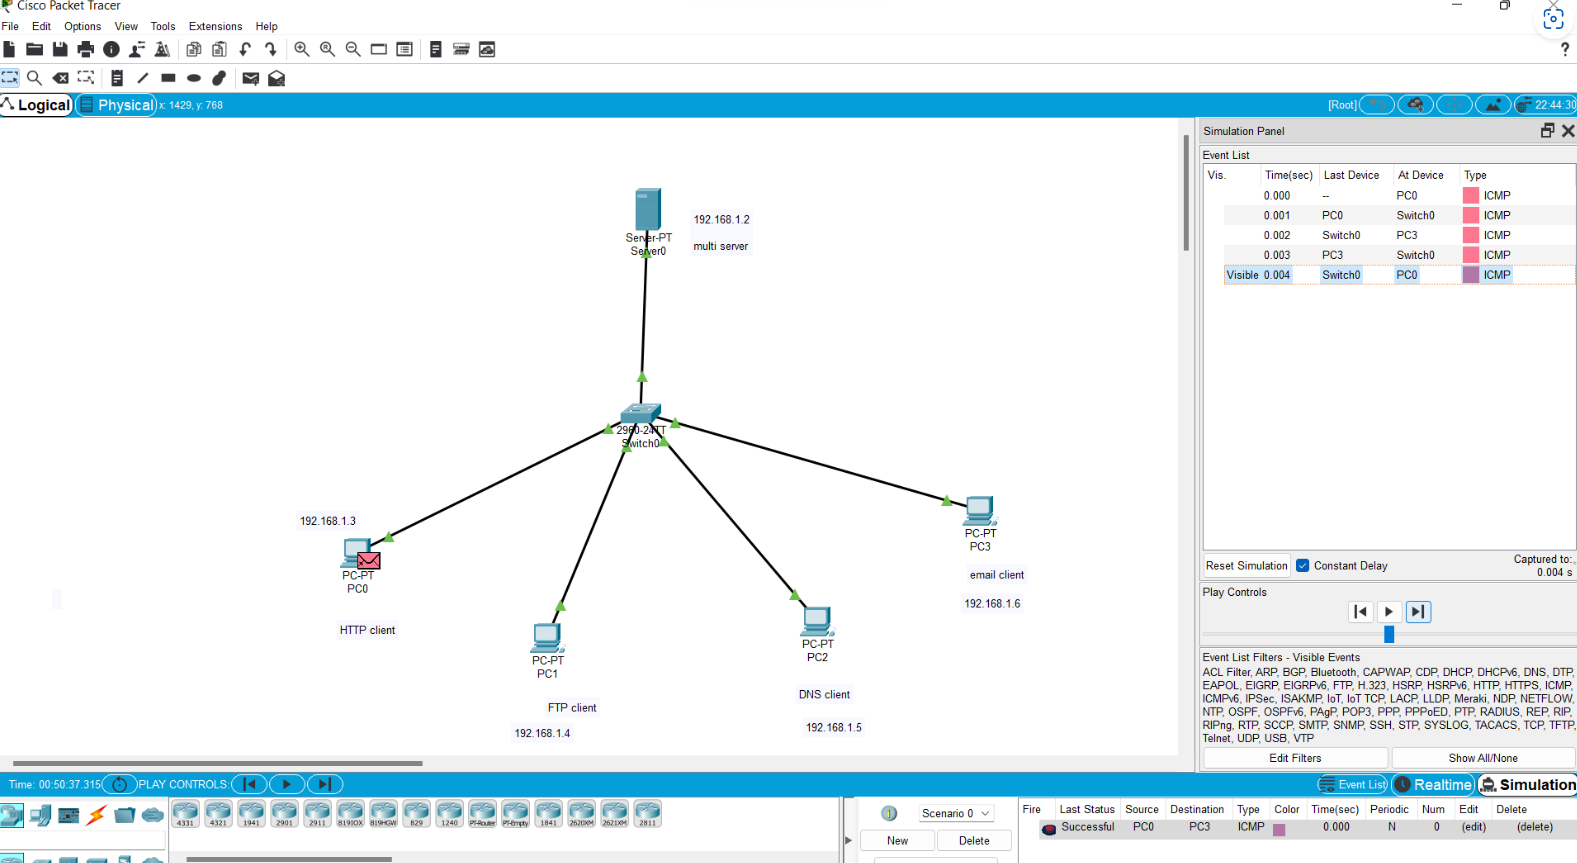 Cisco Packet Tracer
File Edit Options View Tools Extensions Help
?
Logical Physical x: 1429, y: 768 [Root] 22:44:30
Simulation Panel
Event List
Vis. Time(sec) Last Device At Device Type
0.000 -- PC0 ICMP
0.001 PC0 Switch0 ICMP
0.002 Switch0 PC3 ICMP
0.003 PC3 Switch0 ICMP
Visible 0.004 Switch0 PC0 ICMP
Server-PT
Server0
192.168.1.2
multi server
2960-24TT
Switch0
192.168.1.3
PC-PT
PC0
HTTP client
PC-PT
PC1
FTP client
192.168.1.4
PC-PT
PC2
DNS client
192.168.1.5
PC-PT
PC3
email client
192.168.1.6
Reset Simulation Constant Delay Captured to:
0.004 s
Play Controls
Event List Filters - Visible Events
ACL Filter, ARP, BGP, Bluetooth, CAPWAP, CDP, DHCP, DHCPv6, DNS, DTP,
EAPOL, EIGRP, EIGRPv6, FTP, H.323, HSRP, HSRPv6, HTTP, HTTPS, ICMP,
ICMPv6, IPSec, ISAKMP, IoT, IoT TCP, LACP, LLDP, Meraki, NDP, NETFLOW,
NTP, OSPF, OSPFv6, PAgP, POP3, PPP, PPPoED, PTP, RADIUS, REP, RIP,
RIPng, RTP, SCCP, SMTP, SNMP, SSH, STP, SYSLOG, TACACS, TCP, TFTP,
Telnet, UDP, USB, VTP
Edit Filters Show All/None
Time: 00:50:37.315 PLAY CONTROLS: Event List Realtime Simulation
4331 4321 1941 2901 2911 819IOX 819HGW 829 1240 PT-Router PT-Empty 1841 2620XM 2621XM 2811
Scenario 0
New Delete
Fire Last Status Source Destination Type Color Time(sec) Periodic Num Edit Delete
Successful PC0 PC3 ICMP 0.000 N 0 (edit) (delete)